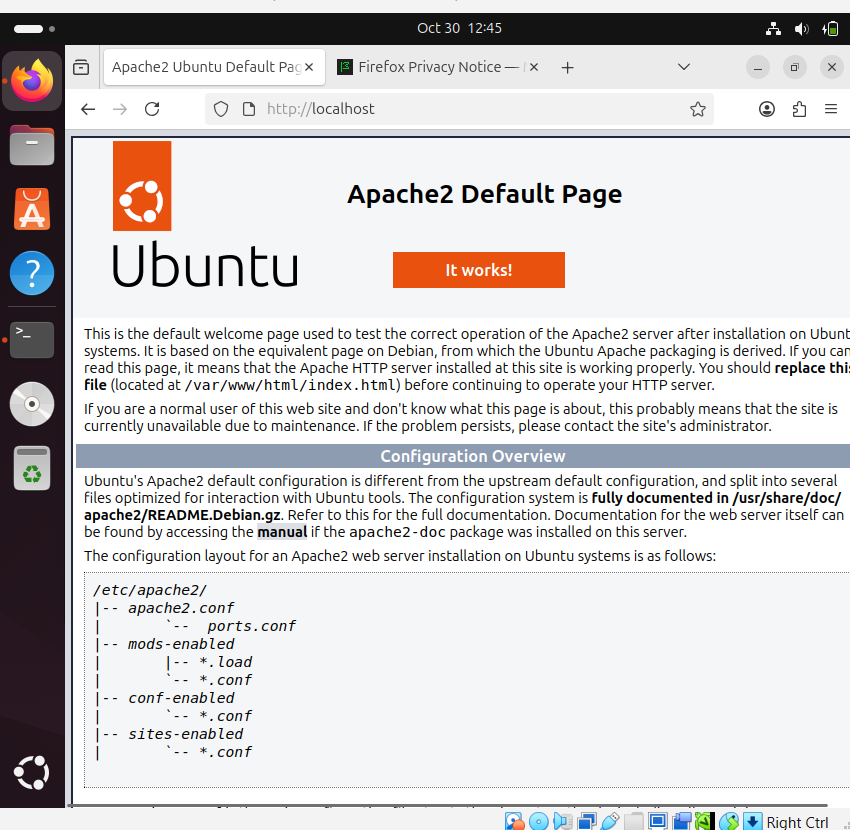 Oct 30 12:45
Apache2 Ubuntu Default Pag
Firefox Privacy Notice —
http://localhost
Apache2 Default Page
Ubuntu
It works!
This is the default welcome page used to test the correct operation of the Apache2 server after installation on Ubunt
systems. It is based on the equivalent page on Debian, from which the Ubuntu Apache packaging is derived. If you can
read this page, it means that the Apache HTTP server installed at this site is working properly. You should replace this
file (located at /var/www/html/index.html) before continuing to operate your HTTP server.
If you are a normal user of this web site and don't know what this page is about, this probably means that the site is
currently unavailable due to maintenance. If the problem persists, please contact the site's administrator.
Configuration Overview
Ubuntu's Apache2 default configuration is different from the upstream default configuration, and split into several
files optimized for interaction with Ubuntu tools. The configuration system is fully documented in /usr/share/doc/
apache2/README.Debian.gz. Refer to this for the full documentation. Documentation for the web server itself can
be found by accessing the manual if the apache2-doc package was installed on this server.
The configuration layout for an Apache2 web server installation on Ubuntu systems is as follows:
/etc/apache2/
|-- apache2.conf
|       `--  ports.conf
|-- mods-enabled
|       |-- *.load
|       `-- *.conf
|-- conf-enabled
|       `-- *.conf
|-- sites-enabled
|       `-- *.conf
Right Ctrl